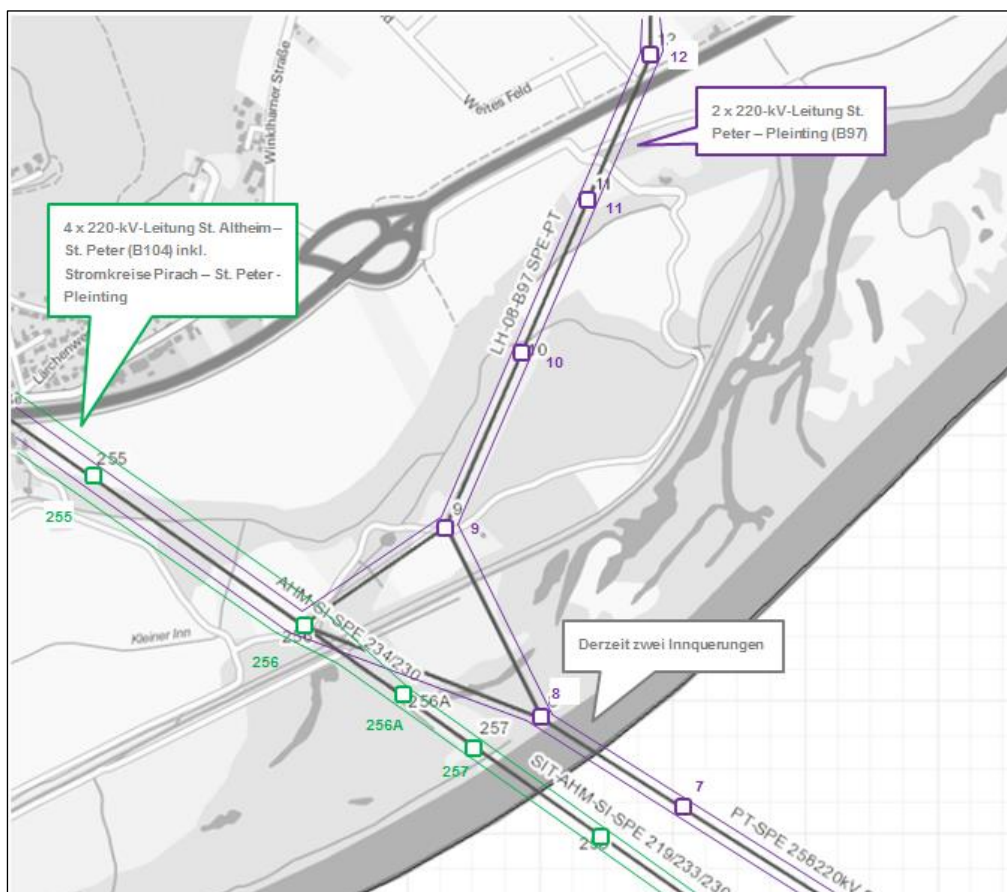 12
12
Weites Feld
Winklhamer Straße
2 x 220-kV-Leitung St.
Peter – Pleinting (B97)
11
11
4 x 220-kV-Leitung St. Altheim –
St. Peter (B104) inkl.
Stromkreise Pirach – St. Peter -
Pleinting
LH-08-B97 SPE-PT
10
Lärchenweg
255
255
9
9
AHM-SI-SPE 234/230
Kleiner Inn
256
256
Derzeit zwei Innquerungen
256A
256A
8
257
257
7
SIT-AHM-SI-SPE 219/233/230
PT-SPE 258220kV